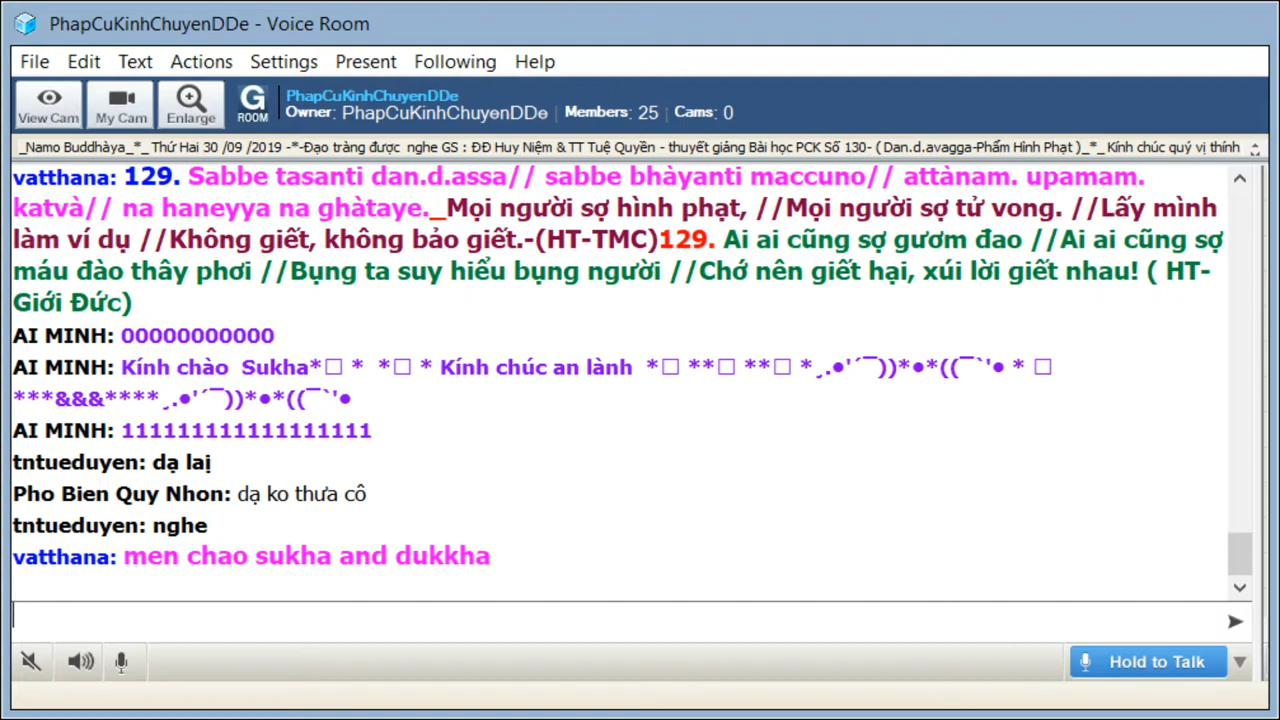 PhapCuKinhChuyenDDe - Voice Room
File Edit Text Actions Settings Present Following Help
View Cam My Cam Enlarge G ROOM PhapCuKinhChuyenDDe
Owner: PhapCuKinhChuyenDDe | Members: 25 | Cams: 0
_Namo Buddhàya_*_ Thứ Hai 30 /09 /2019 -*-Đạo tràng được nghe GS : ĐĐ Huy Niệm & TT Tuệ Quyền - thuyết giảng Bài học PCK Số 130- ( Dan.d.avagga-Phẩm Hình Phạt )_*_ Kính chúc quý vị thính
vatthana: 129. Sabbe tasanti dan.d.assa// sabbe bhàyanti maccuno// attànam. upamam.
katvà// na haneyya na ghàtaye._Mọi người sợ hình phạt, //Mọi người sợ tử vong. //Lấy mình
làm ví dụ //Không giết, không bảo giết.-(HT-TMC)129. Ai ai cũng sợ gươm đao //Ai ai cũng sợ
máu đào thây phơi //Bụng ta suy hiểu bụng người //Chớ nên giết hại, xúi lời giết nhau! ( HT-
Giới Đức)
AI MINH: 00000000000
AI MINH: Kính chào Sukha*□ * *□ * Kính chúc an lành *□ **□ **□ *¸.●'´¯))*●*((¯`'● * □
***&&&****¸.●'´¯))*●*((¯`'●
AI MINH: 111111111111111111
tntueduyen: dạ laị
Pho Bien Quy Nhon: dạ ko thưa cô
tntueduyen: nghe
vatthana: men chao sukha and dukkha
Hold to Talk